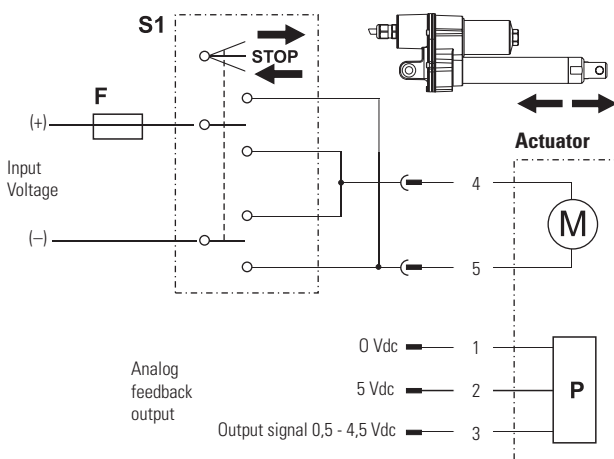 S1
STOP
F
(+)
Input
Voltage
(–)
Actuator
4
M
5
Analog
feedback
output
0 Vdc
1
5 Vdc
2
P
Output signal 0,5 - 4,5 Vdc
3